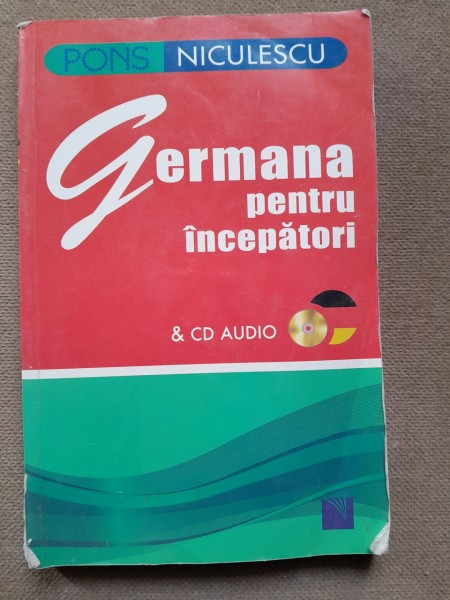 PONS NICULESCU
Germana
pentru
începători
& CD AUDIO
N